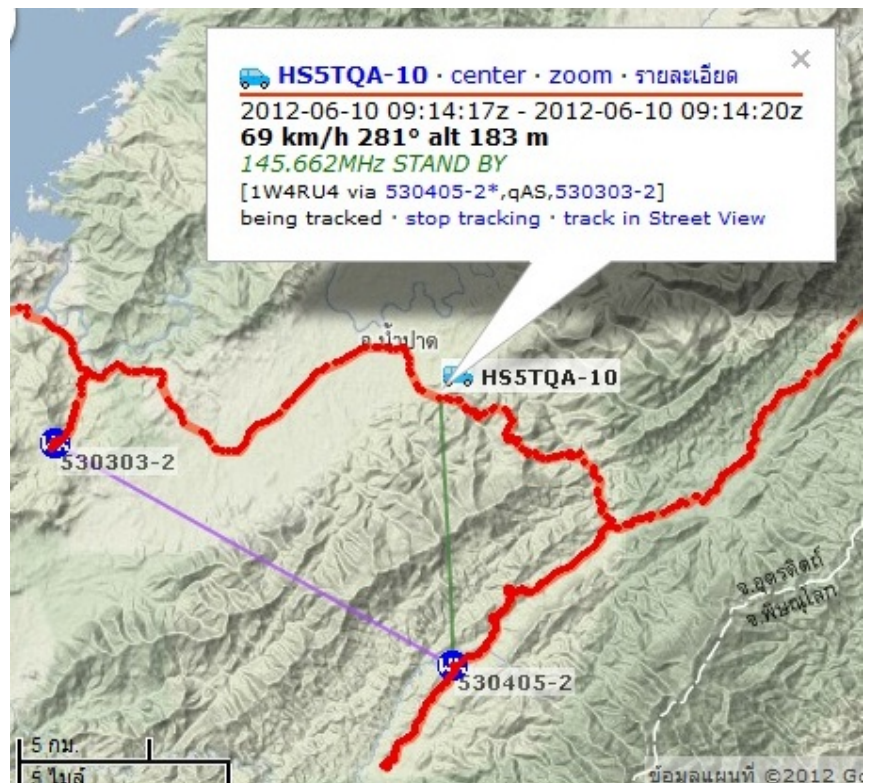 HS5TQA-10 · center · zoom · รายละเอียด
2012-06-10 09:14:17z - 2012-06-10 09:14:20z
69 km/h 281° alt 183 m
145.662MHz STAND BY
[1W4RU4 via 530405-2*,qAS,530303-2]
being tracked · stop tracking · track in Street View
อ.น้ำปาด
HS5TQA-10
530303-2
จ.อุตรดิตถ์
จ.พิษณุโลก
530405-2
5 กม.
5 ไมล์
ข้อมูลแผนที่ ©2012 Go